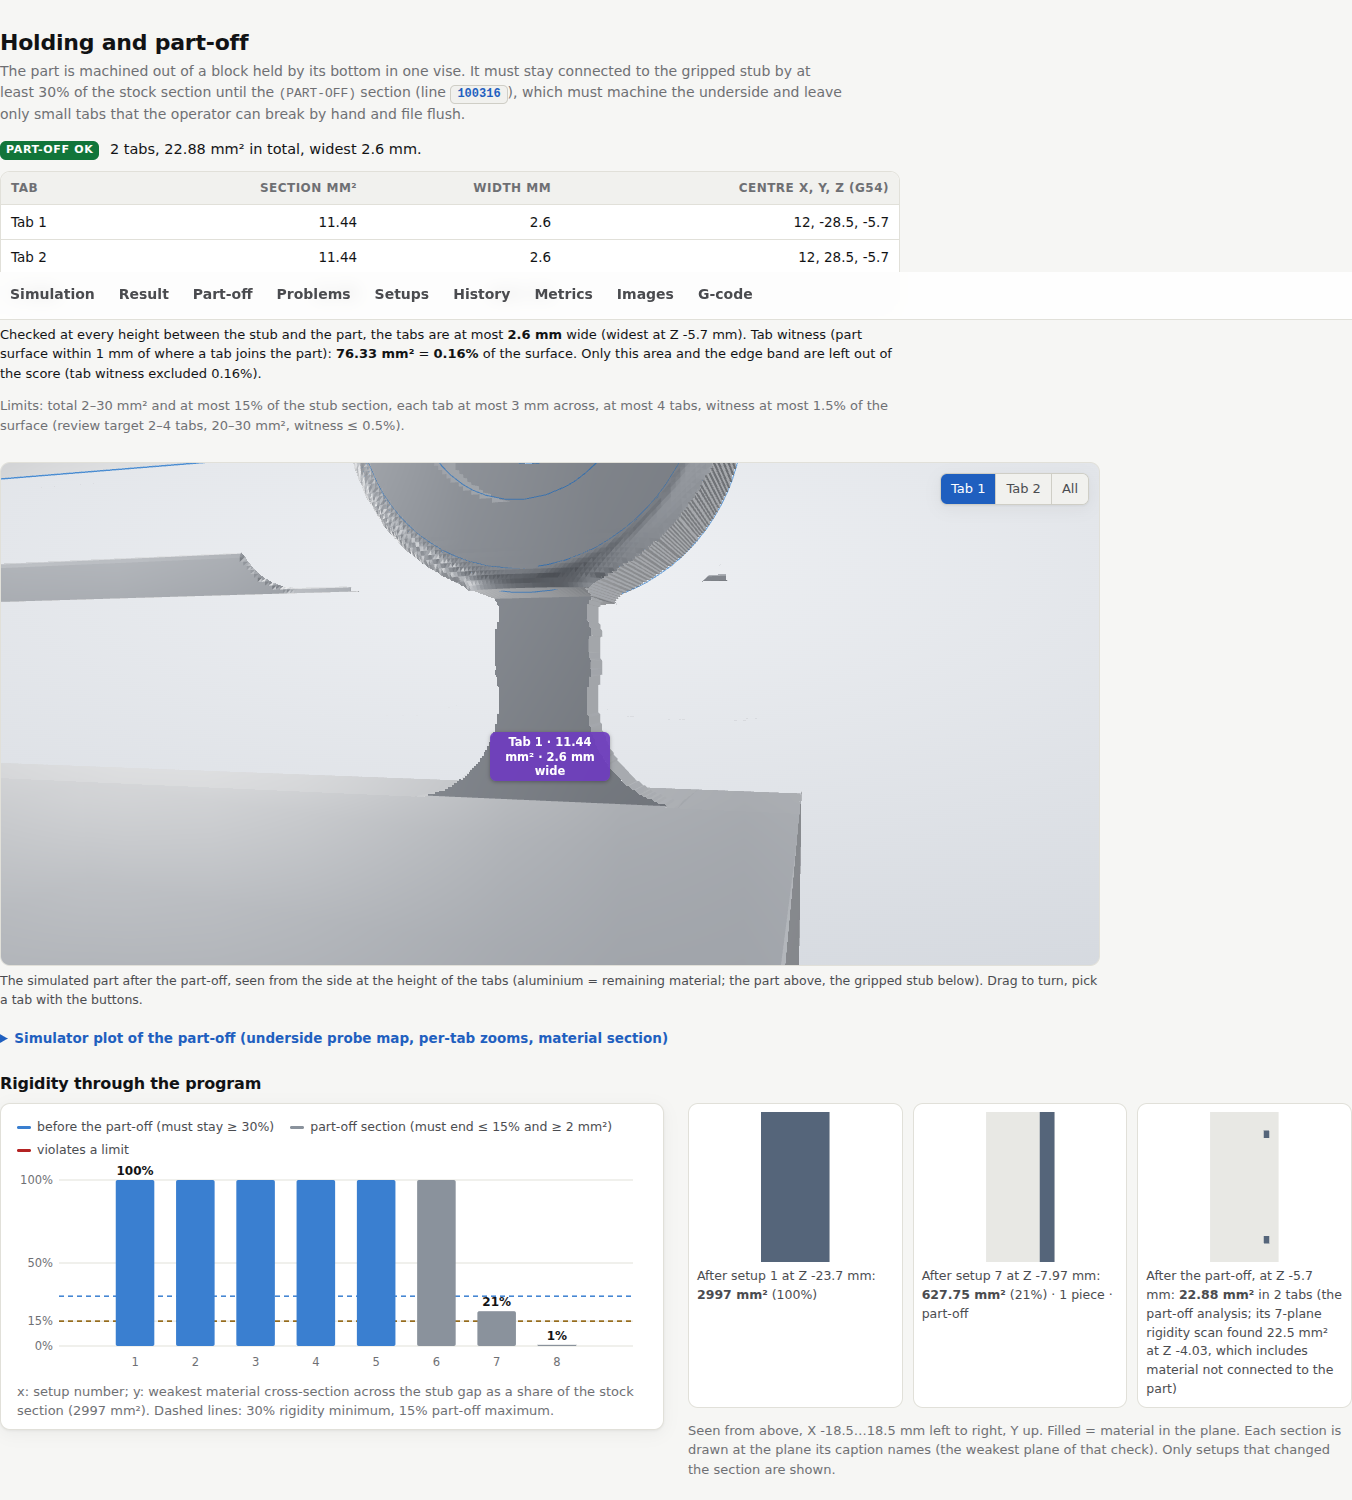 Holding and part-off
The part is machined out of a block held by its bottom in one vise. It must stay connected to the gripped stub by at
least 30% of the stock section until the (PART-OFF) section (line 100316), which must machine the underside and leave
only small tabs that the operator can break by hand and file flush.
PART-OFF OK 2 tabs, 22.88 mm² in total, widest 2.6 mm.
TAB SECTION MM² WIDTH MM CENTRE X, Y, Z (G54)
Tab 1 11.44 2.6 12, -28.5, -5.7
Tab 2 11.44 2.6 12, 28.5, -5.7
Simulation Result Part-off Problems Setups History Metrics Images G-code
Checked at every height between the stub and the part, the tabs are at most 2.6 mm wide (widest at Z -5.7 mm). Tab witness (part
surface within 1 mm of where a tab joins the part): 76.33 mm² = 0.16% of the surface. Only this area and the edge band are left out of
the score (tab witness excluded 0.16%).
Limits: total 2–30 mm² and at most 15% of the stub section, each tab at most 3 mm across, at most 4 tabs, witness at most 1.5% of the
surface (review target 2–4 tabs, 20–30 mm², witness ≤ 0.5%).
Tab 1 Tab 2 All
Tab 1 · 11.44
mm² · 2.6 mm
wide
The simulated part after the part-off, seen from the side at the height of the tabs (aluminium = remaining material; the part above, the gripped stub below). Drag to turn, pick
a tab with the buttons.
▶ Simulator plot of the part-off (underside probe map, per-tab zooms, material section)
Rigidity through the program
before the part-off (must stay ≥ 30%) part-off section (must end ≤ 15% and ≥ 2 mm²)
violates a limit
100%
100%
50%
21%
15%
1%
0%
1 2 3 4 5 6 7 8
x: setup number; y: weakest material cross-section across the stub gap as a share of the stock
section (2997 mm²). Dashed lines: 30% rigidity minimum, 15% part-off maximum.
After setup 1 at Z -23.7 mm:
2997 mm² (100%)
After setup 7 at Z -7.97 mm:
627.75 mm² (21%) · 1 piece ·
part-off
After the part-off, at Z -5.7
mm: 22.88 mm² in 2 tabs (the
part-off analysis; its 7-plane
rigidity scan found 22.5 mm²
at Z -4.03, which includes
material not connected to the
part)
Seen from above, X -18.5…18.5 mm left to right, Y up. Filled = material in the plane. Each section is
drawn at the plane its caption names (the weakest plane of that check). Only setups that changed
the section are shown.